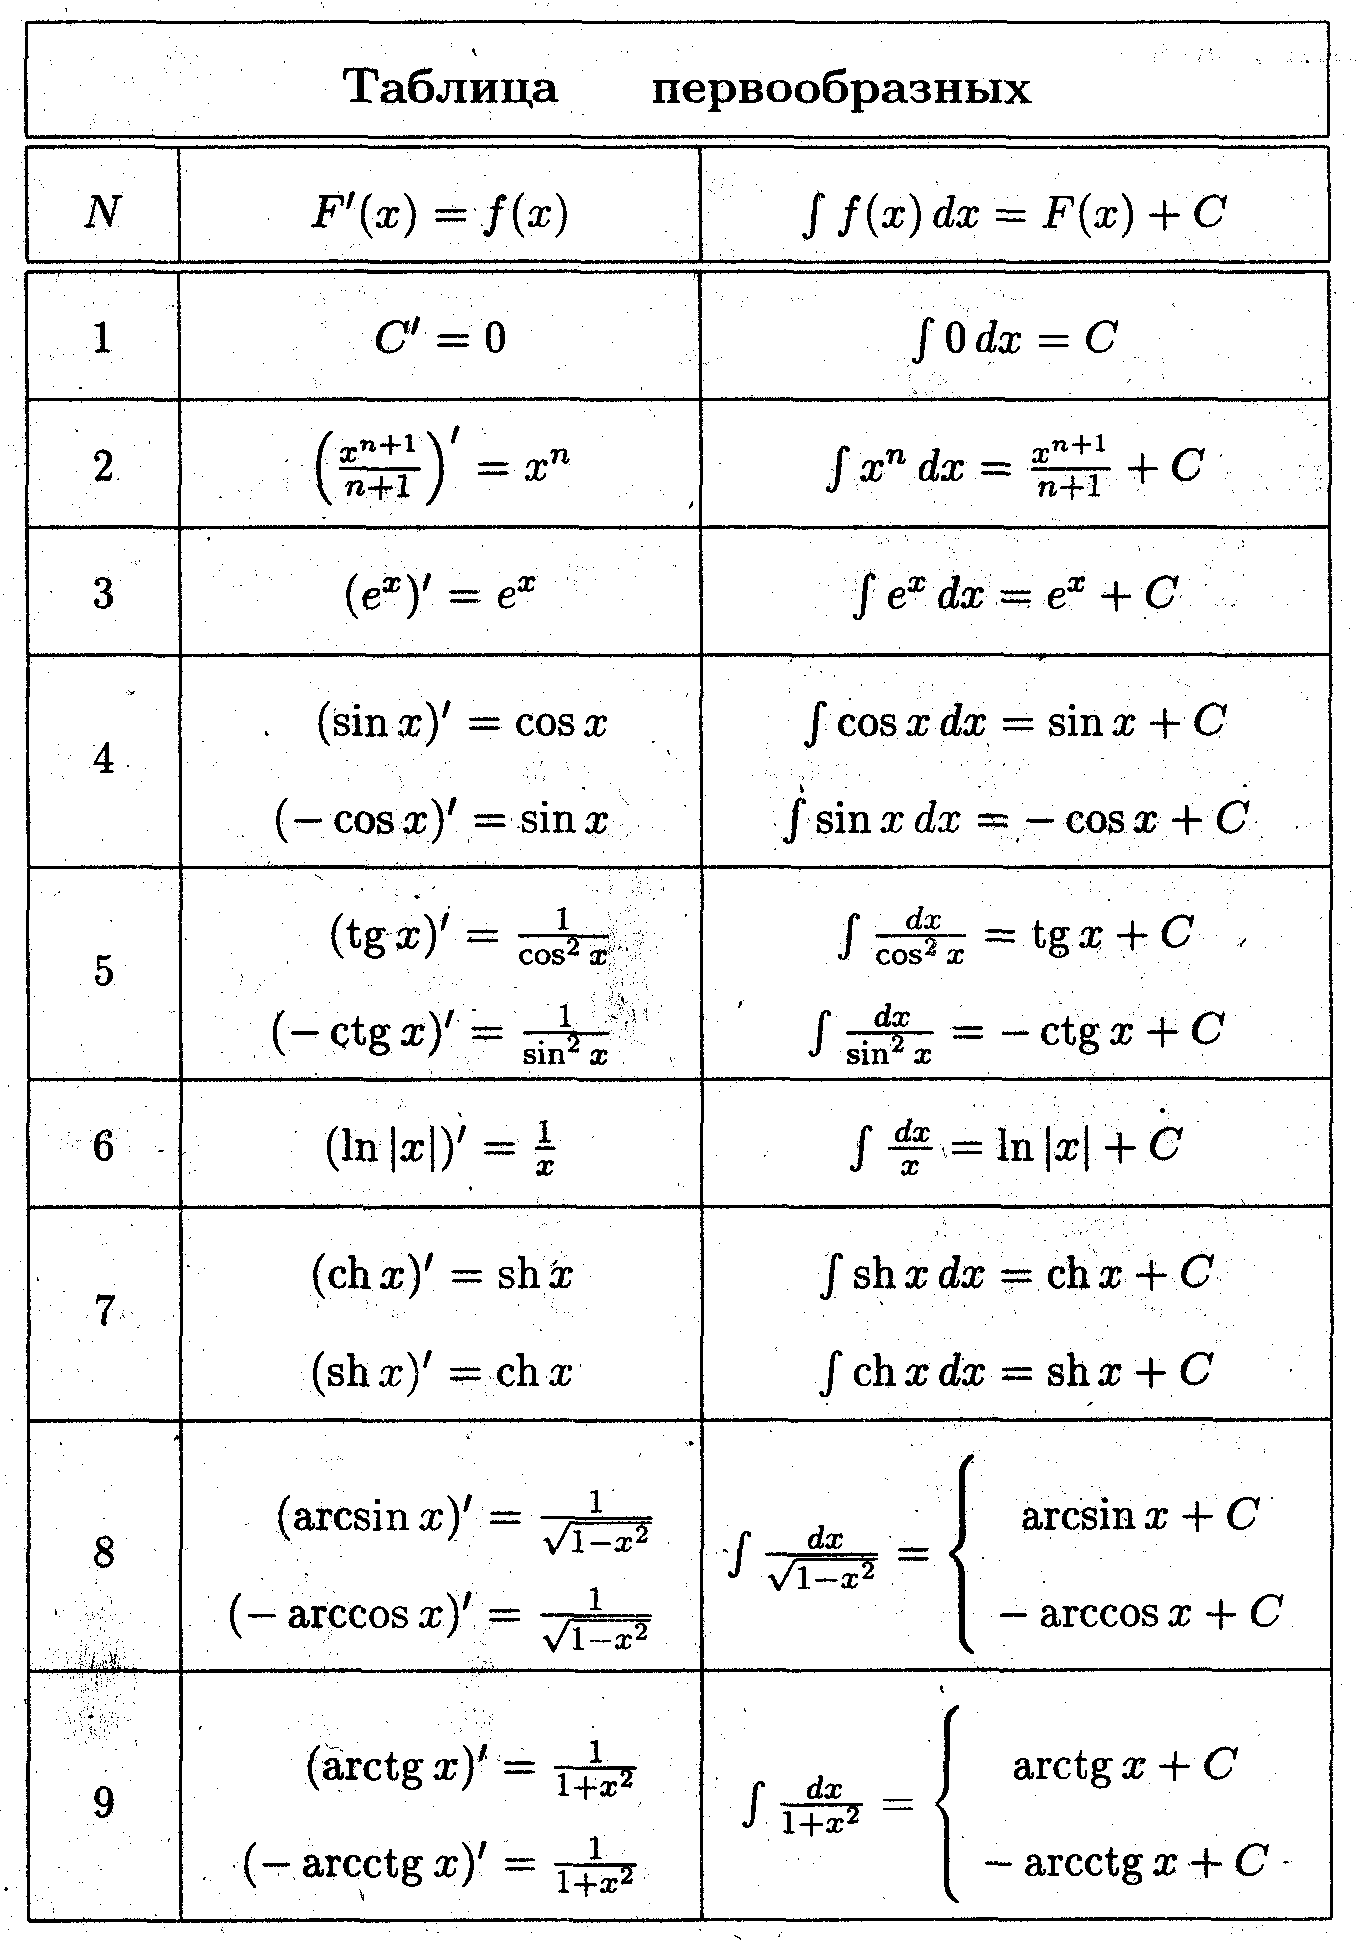 Таблица первообразных
N F′(x) = f(x) ∫ f(x) dx = F(x) + C
1 C′ = 0 ∫ 0 dx = C
2 (x^{n+1}/(n+1))′ = x^n ∫ x^n dx = x^{n+1}/(n+1) + C
3 (e^x)′ = e^x ∫ e^x dx = e^x + C
4 (sin x)′ = cos x ∫ cos x dx = sin x + C
(− cos x)′ = sin x ∫ sin x dx = − cos x + C
5 (tg x)′ = 1/cos² x ∫ dx/cos² x = tg x + C
(− ctg x)′ = 1/sin² x ∫ dx/sin² x = − ctg x + C
6 (ln |x|)′ = 1/x ∫ dx/x = ln |x| + C
7 (ch x)′ = sh x ∫ sh x dx = ch x + C
(sh x)′ = ch x ∫ ch x dx = sh x + C
8 (arcsin x)′ = 1/√(1−x²) ∫ dx/√(1−x²) = { arcsin x + C
(− arccos x)′ = 1/√(1−x²) − arccos x + C
9 (arctg x)′ = 1/(1+x²) ∫ dx/(1+x²) = { arctg x + C
(− arcctg x)′ = 1/(1+x²) − arcctg x + C